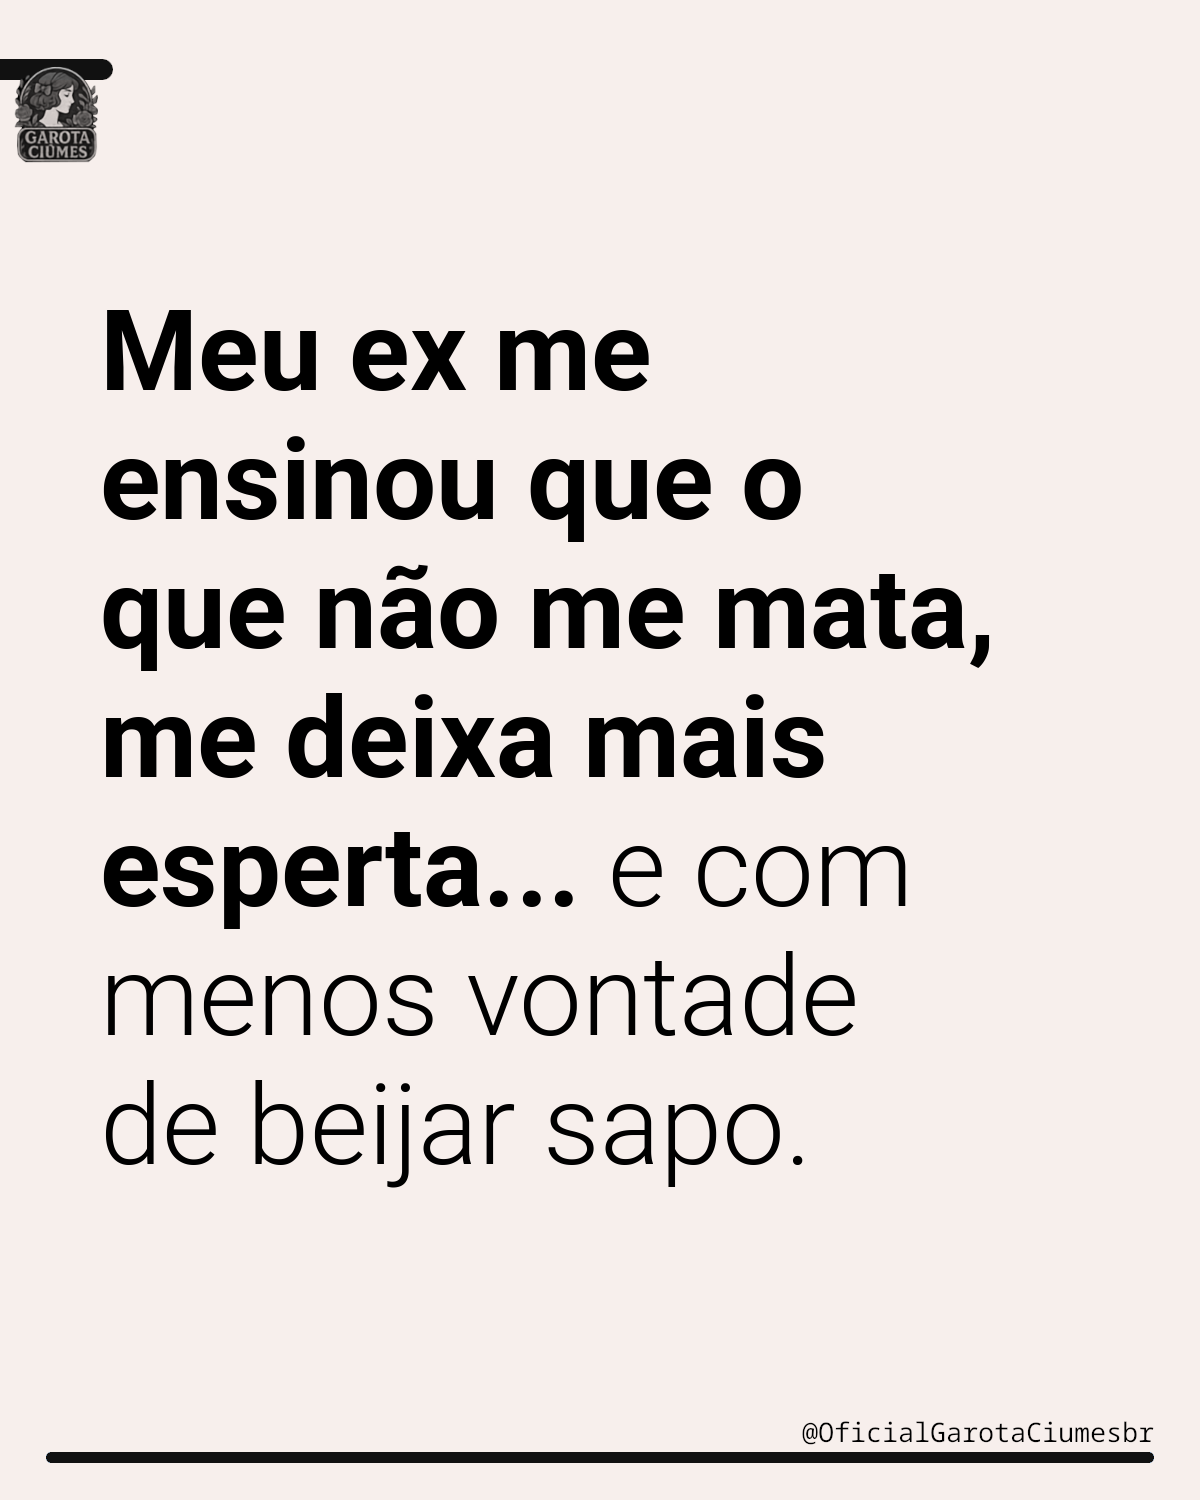 GAROTA
CIÚMES
Meu ex me
ensinou que o
que não me mata,
me deixa mais
esperta... e com
menos vontade
de beijar sapo.
@OficialGarotaCiumesbr